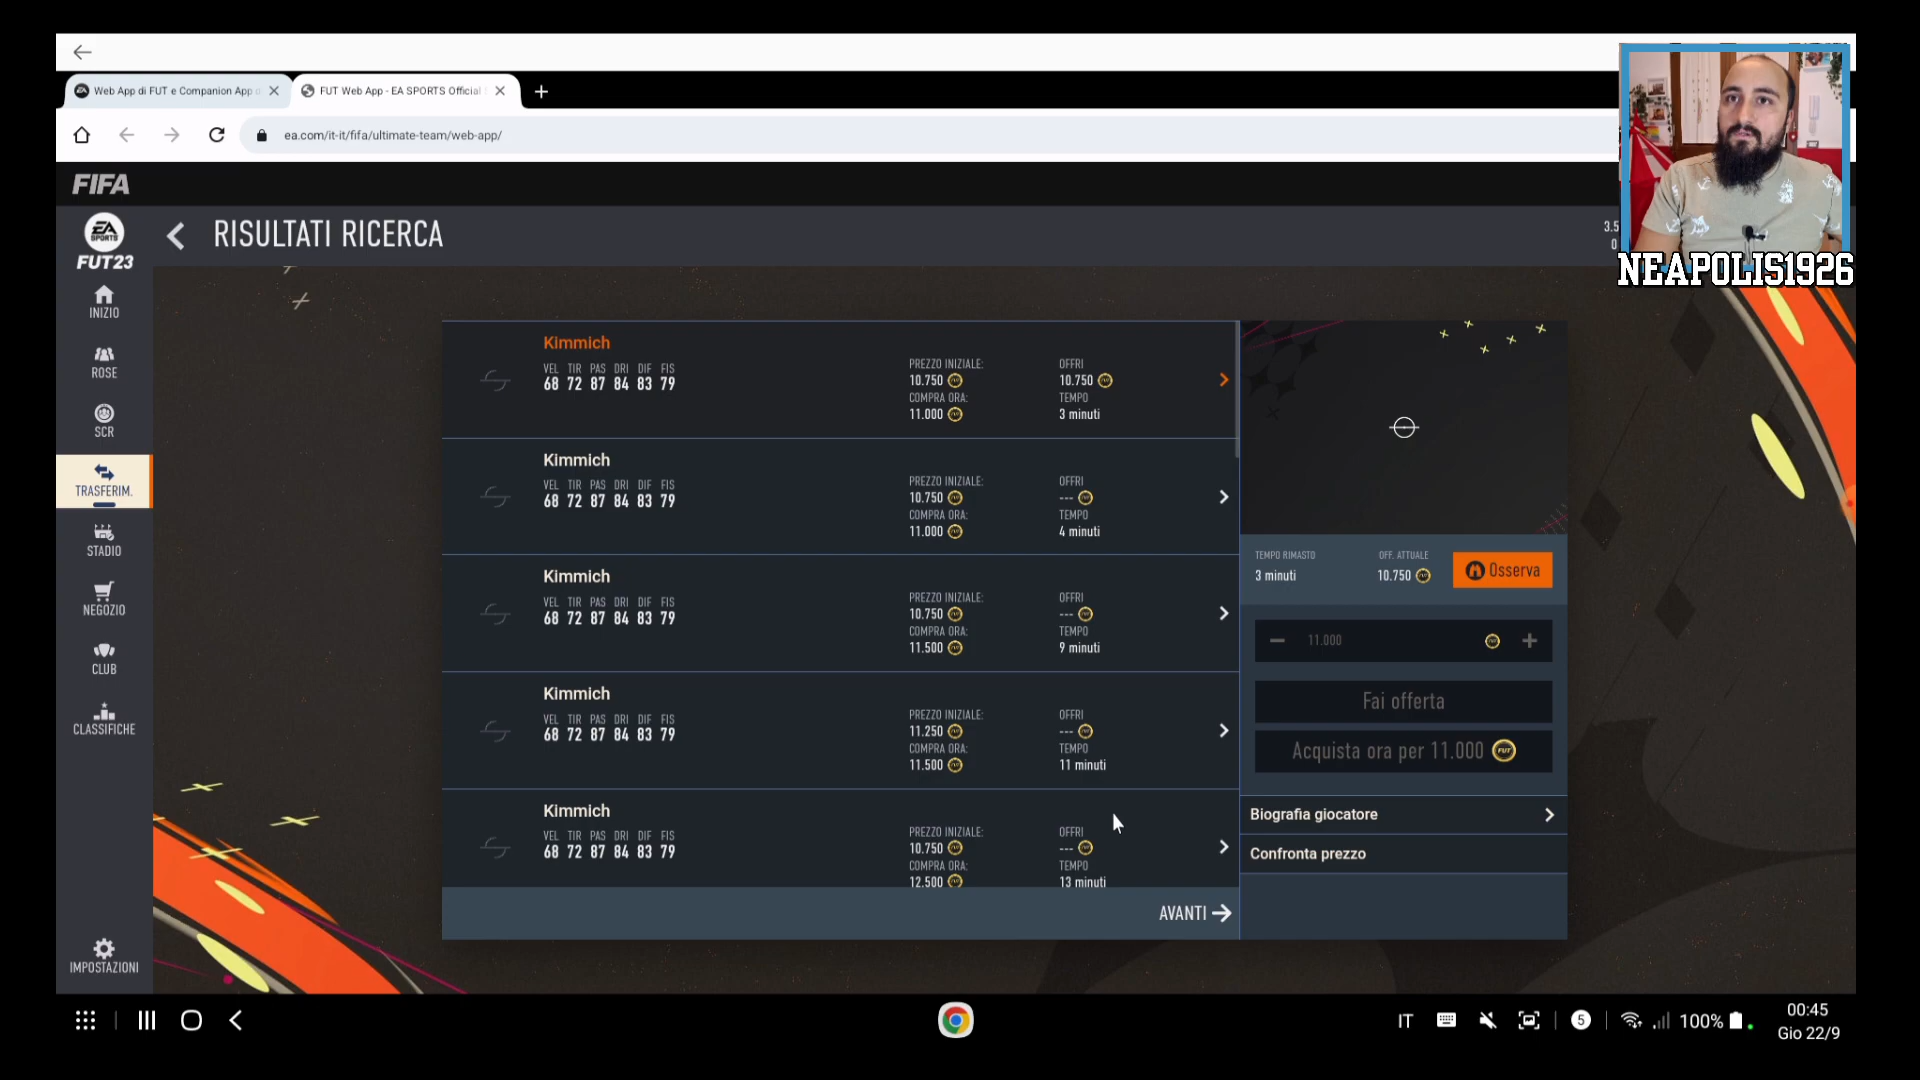 Web App di FUT e Companion App
FUT Web App - EA SPORTS Official
ea.com/it-it/fifa/ultimate-team/web-app/
FIFA
EA SPORTS
FUT23
RISULTATI RICERCA
3.5
0
NEAPOLIS1926
INIZIO
ROSE
SCR
TRASFERIM.
STADIO
NEGOZIO
CLUB
CLASSIFICHE
IMPOSTAZIONI
Kimmich
VEL TIR PAS DRI DIF FIS
68 72 87 84 83 79
PREZZO INIZIALE: OFFRI
10.750 10.750
COMPRA ORA: TEMPO
11.000 3 minuti
Kimmich
VEL TIR PAS DRI DIF FIS
68 72 87 84 83 79
PREZZO INIZIALE: OFFRI
10.750 ---
COMPRA ORA: TEMPO
11.000 4 minuti
Kimmich
VEL TIR PAS DRI DIF FIS
68 72 87 84 83 79
PREZZO INIZIALE: OFFRI
10.750 ---
COMPRA ORA: TEMPO
11.500 9 minuti
Kimmich
VEL TIR PAS DRI DIF FIS
68 72 87 84 83 79
PREZZO INIZIALE: OFFRI
11.250 ---
COMPRA ORA: TEMPO
11.500 11 minuti
Kimmich
VEL TIR PAS DRI DIF FIS
68 72 87 84 83 79
PREZZO INIZIALE: OFFRI
10.750 ---
COMPRA ORA: TEMPO
12.500 13 minuti
AVANTI
TEMPO RIMASTO OFF. ATTUALE
3 minuti 10.750
Osserva
11.000
Fai offerta
Acquista ora per 11.000 FUT
Biografia giocatore
Confronta prezzo
IT
5
100%
00:45
Gio 22/9